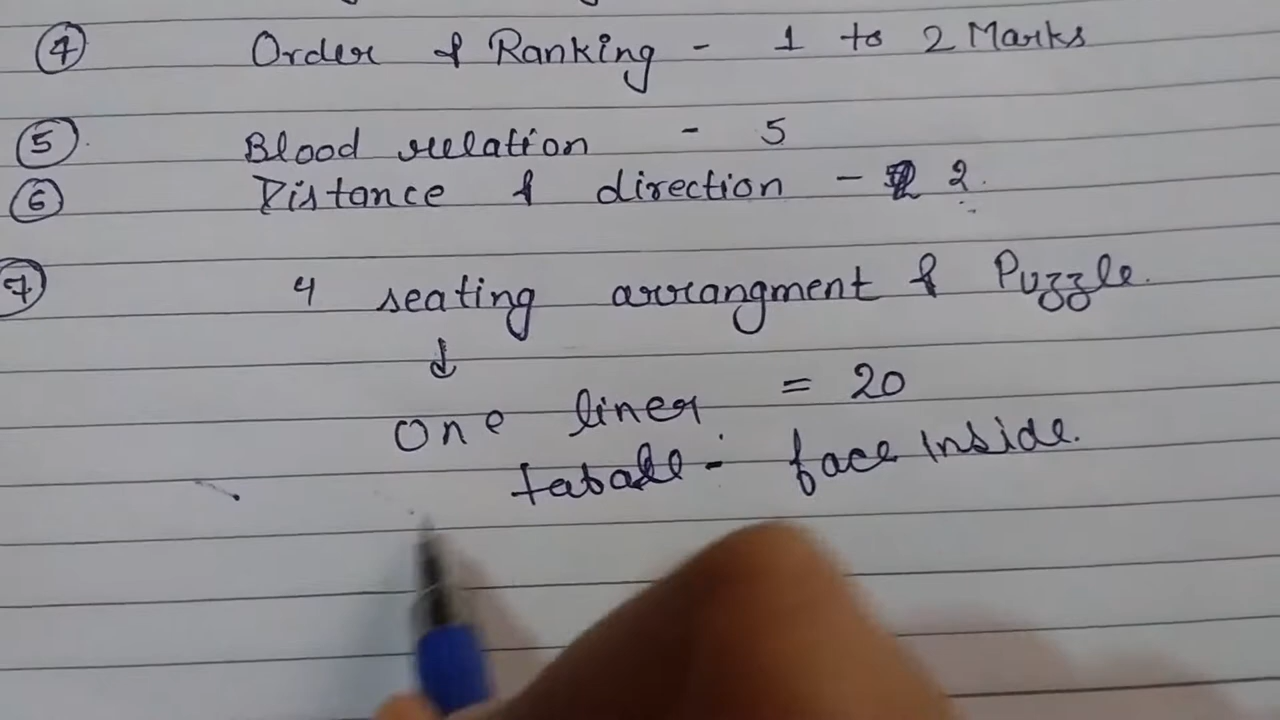 ④ Order & Ranking - 1 to 2 Marks
⑤ Blood relation - 5
⑥ Distance & direction - 2.
⑦ 4 seating arrangment & Puzzle.
↓
One liner = 20
tabale - face Inside.